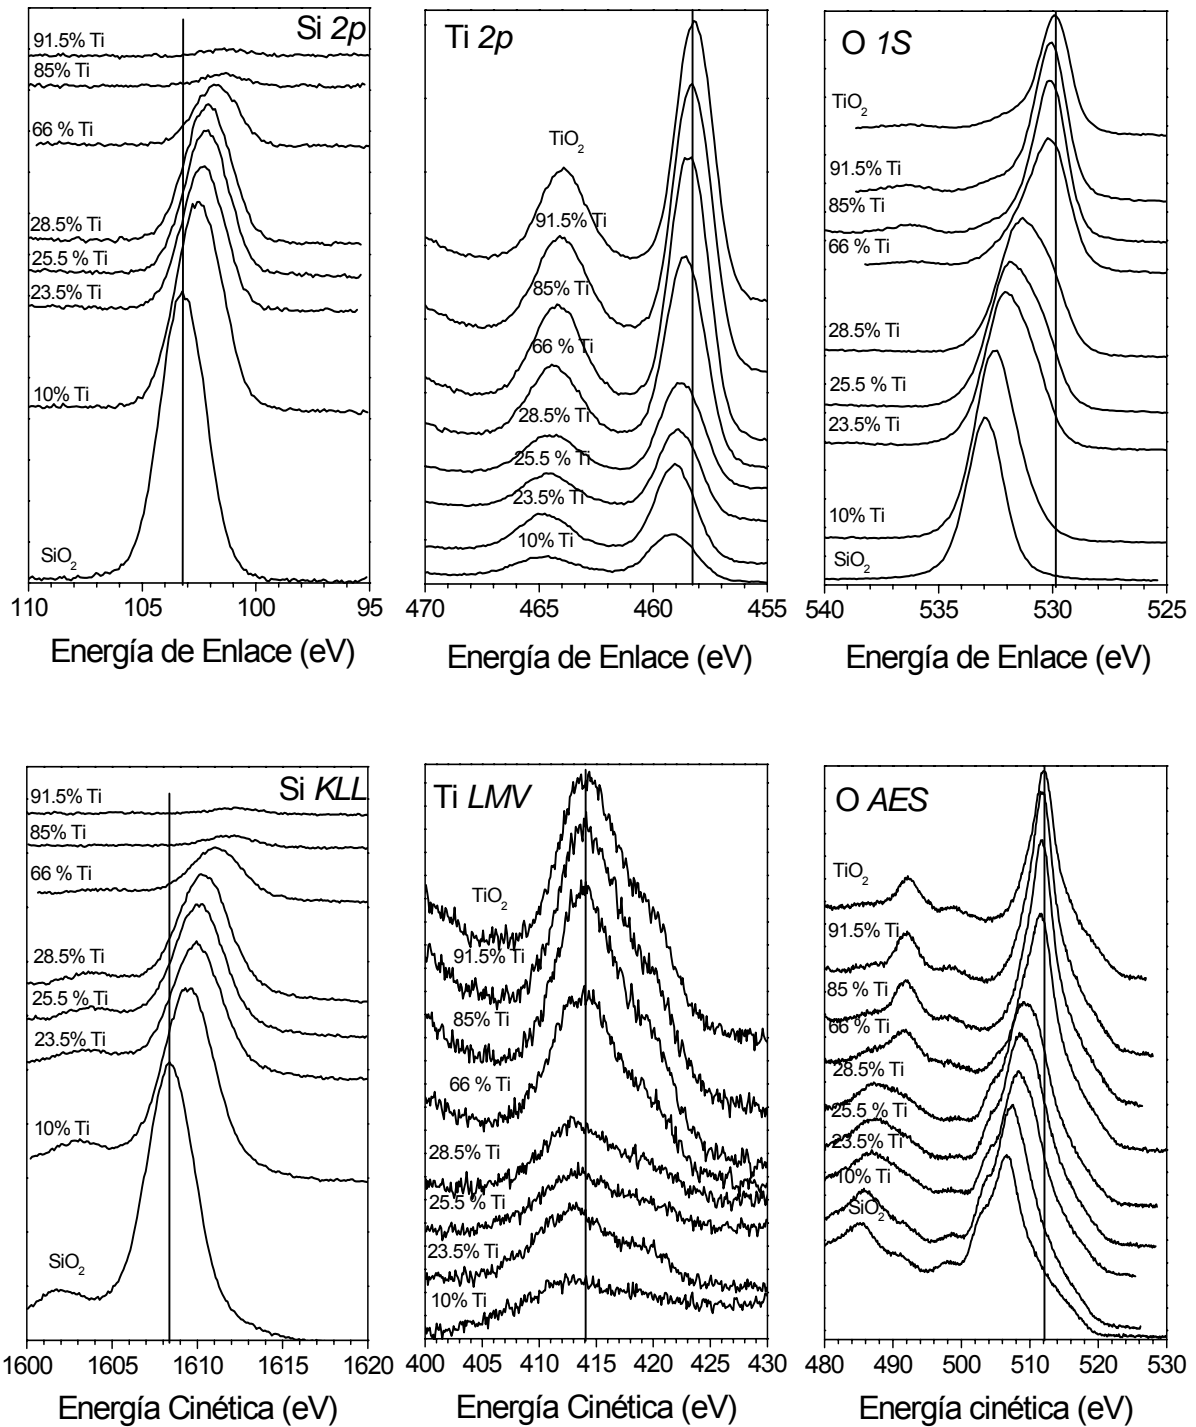 Si 2p
91.5% Ti
85% Ti
66 % Ti
28.5% Ti
25.5 % Ti
23.5% Ti
10% Ti
SiO2
110 105 100 95
Energía de Enlace (eV)
Ti 2p
TiO2
91.5% Ti
85% Ti
66 % Ti
28.5% Ti
25.5 % Ti
23.5% Ti
10% Ti
470 465 460 455
Energía de Enlace (eV)
O 1S
TiO2
91.5% Ti
85% Ti
66 % Ti
28.5% Ti
25.5 % Ti
23.5% Ti
10% Ti
SiO2
540 535 530 525
Energía de Enlace (eV)
Si KLL
91.5% Ti
85% Ti
66 % Ti
28.5% Ti
25.5 % Ti
23.5% Ti
10% Ti
SiO2
1600 1605 1610 1615 1620
Energía Cinética (eV)
Ti LMV
TiO2
91.5% Ti
85% Ti
66 % Ti
28.5% Ti
25.5 % Ti
23.5% Ti
10% Ti
400 405 410 415 420 425 430
Energía Cinética (eV)
O AES
TiO2
91.5% Ti
85 % Ti
66 % Ti
28.5% Ti
25.5 % Ti
23.5% Ti
10% Ti
SiO2
480 490 500 510 520 530
Energía cinética (eV)